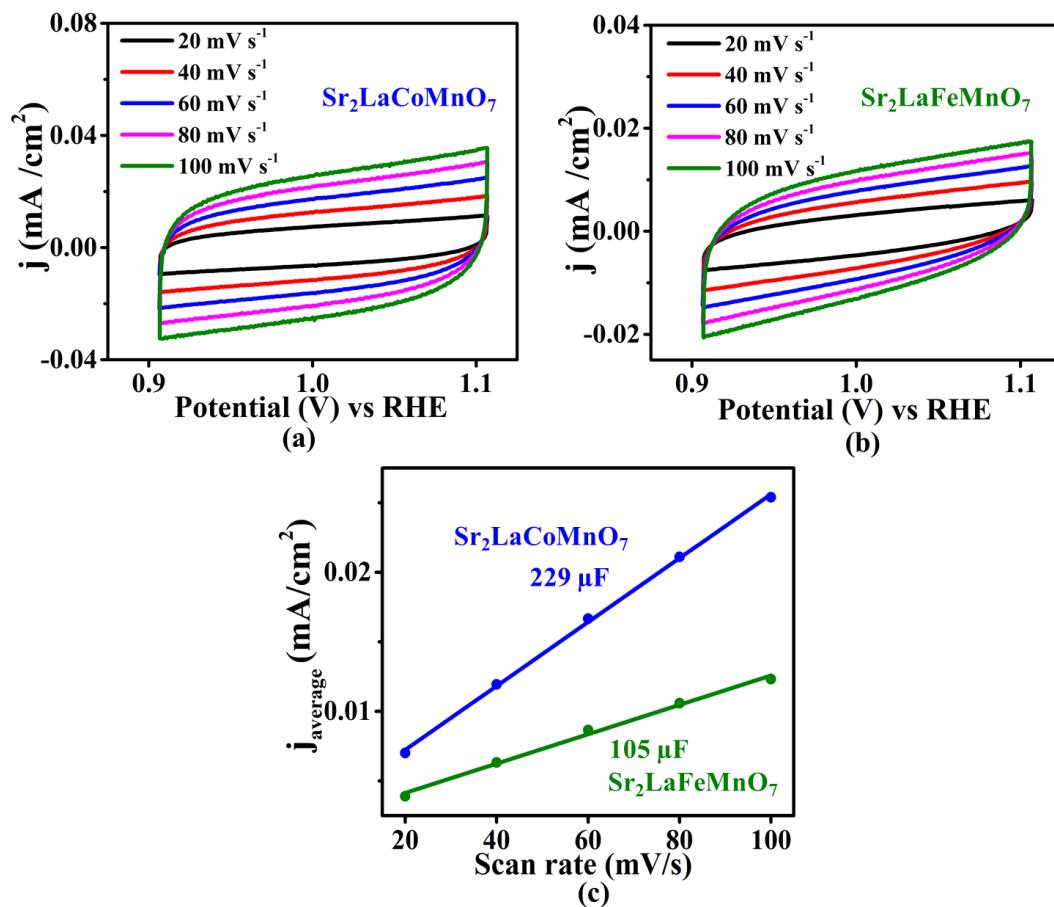 0.08
0.04
0.00
-0.04
j (mA /cm²)
20 mV s⁻¹
40 mV s⁻¹
60 mV s⁻¹
80 mV s⁻¹
100 mV s⁻¹
Sr₂LaCoMnO₇
0.9 1.0 1.1
Potential (V) vs RHE
(a)
0.04
0.02
0.00
-0.02
j (mA /cm²)
20 mV s⁻¹
40 mV s⁻¹
60 mV s⁻¹
80 mV s⁻¹
100 mV s⁻¹
Sr₂LaFeMnO₇
0.9 1.0 1.1
Potential (V) vs RHE
(b)
0.02
0.01
j_average (mA/cm²)
Sr₂LaCoMnO₇
229 µF
105 µF
Sr₂LaFeMnO₇
20 40 60 80 100
Scan rate (mV/s)
(c)